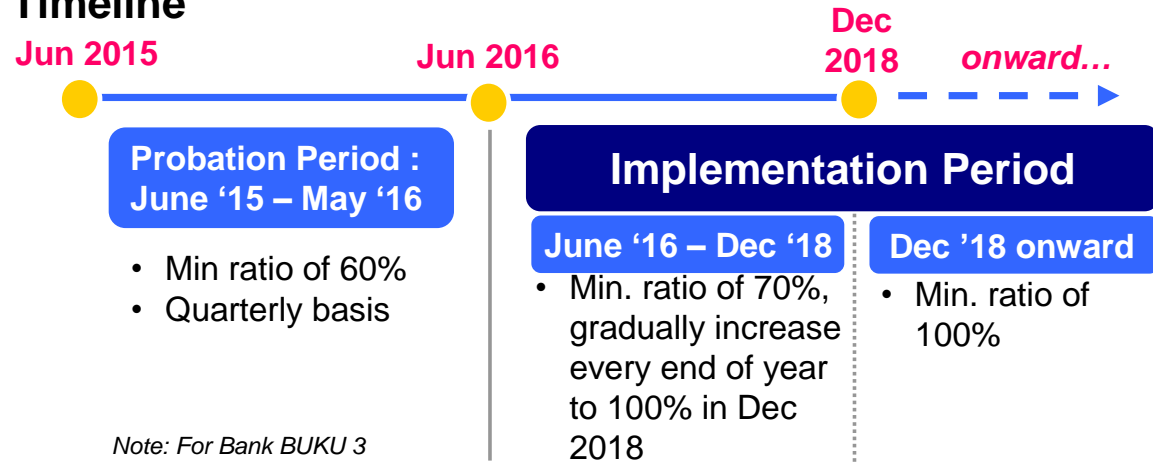 Timeline
Jun 2015
Jun 2016
Dec
2018
onward…
Probation Period :
June ‘15 – May ‘16
• Min ratio of 60%
• Quarterly basis
Note: For Bank BUKU 3
Implementation Period
June ‘16 – Dec ‘18
• Min. ratio of 70%,
gradually increase
every end of year
to 100% in Dec
2018
Dec ’18 onward
• Min. ratio of
100%